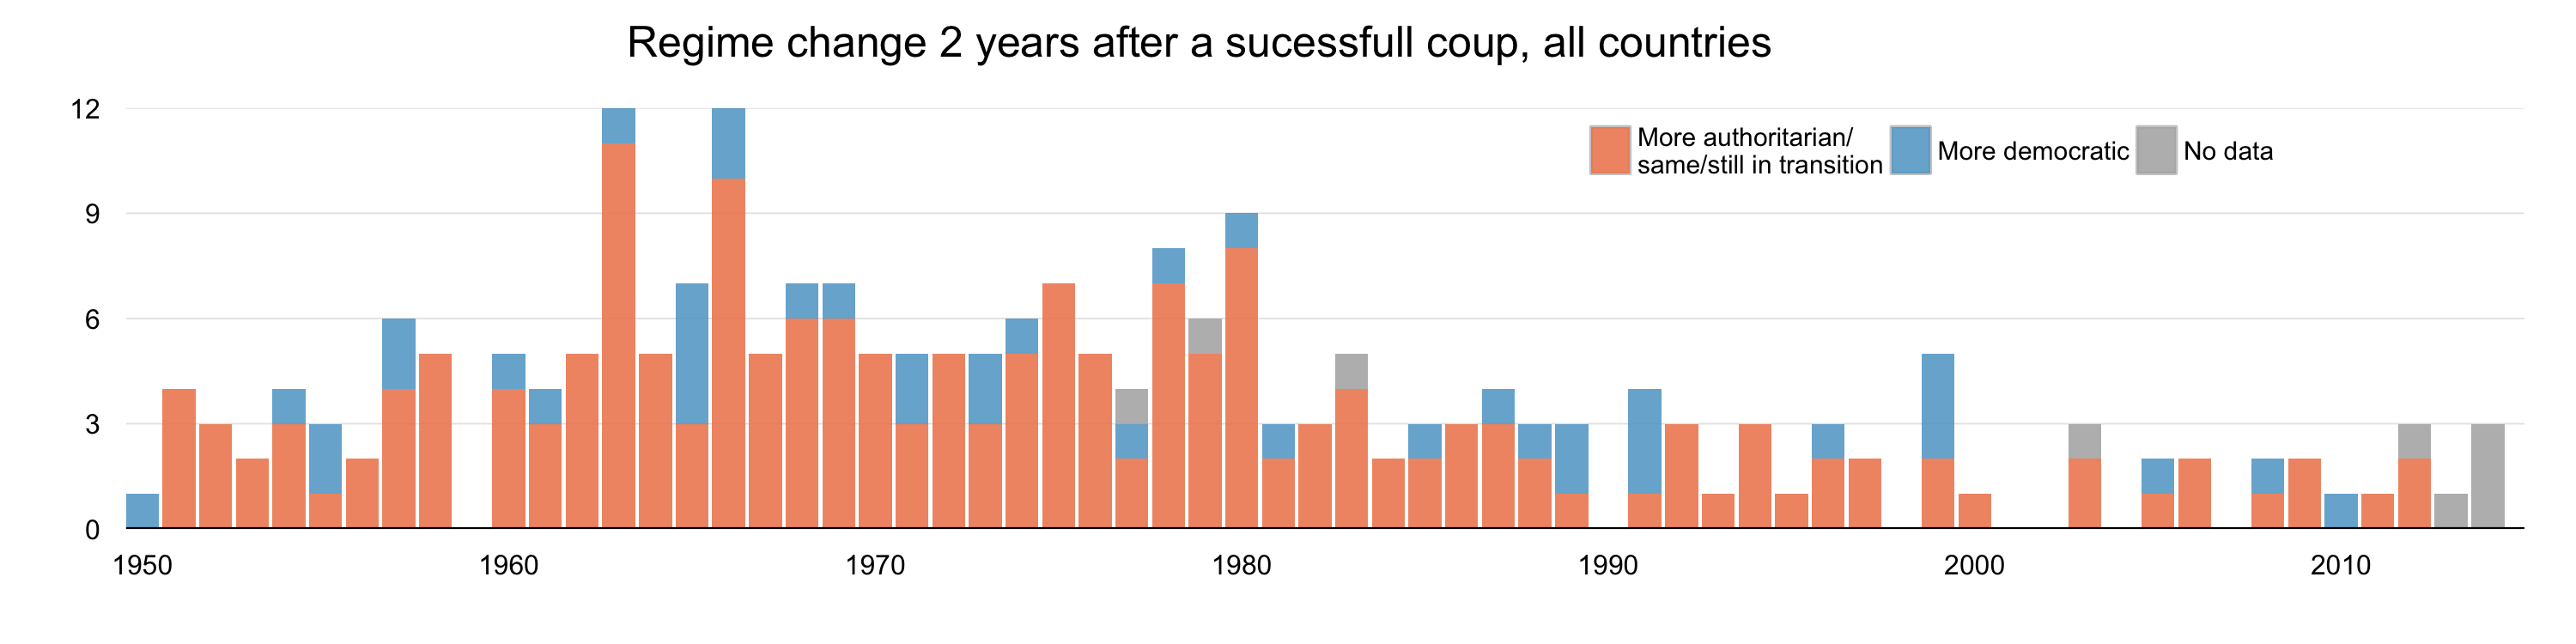 Regime change 2 years after a sucessfull coup, all countries
12
9
6
3
0
More authoritarian/
same/still in transition
More democratic
No data
1950
1960
1970
1980
1990
2000
2010